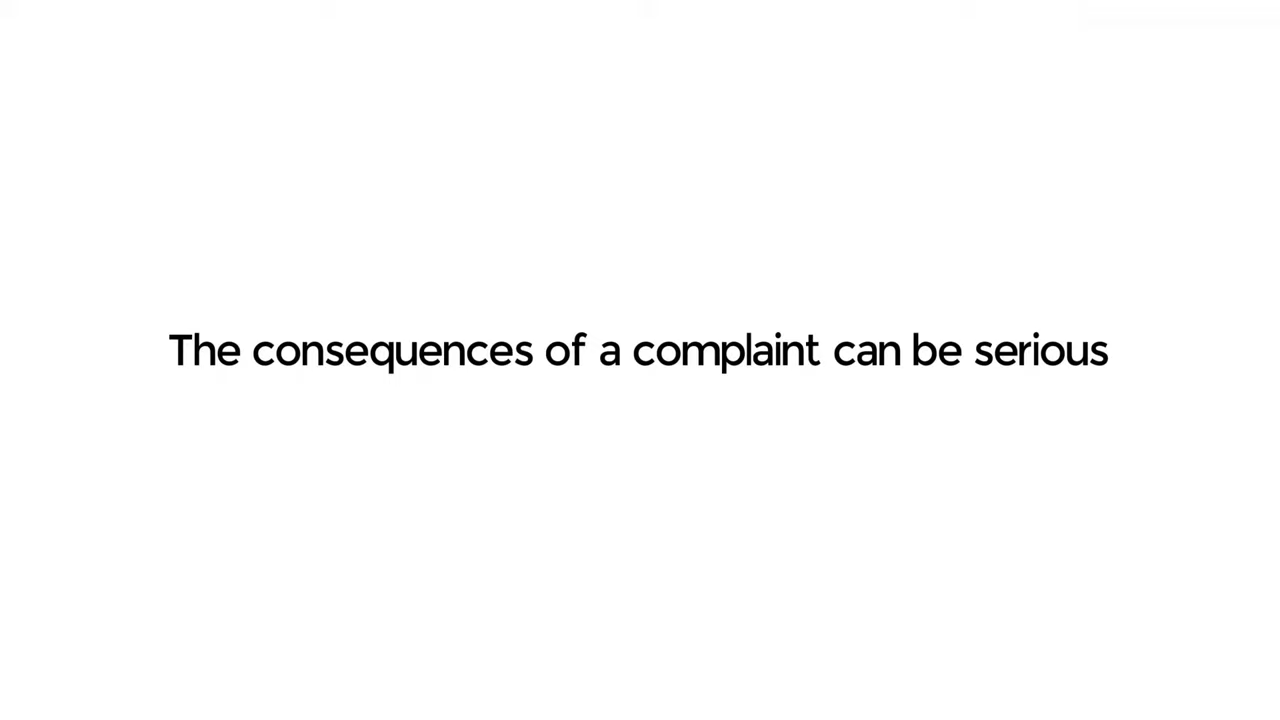 The consequences of a complaint can be serious